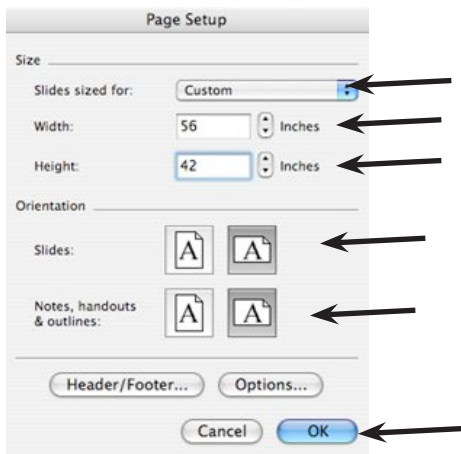 Page Setup
Size
Slides sized for: Custom
Width: 56 Inches
Height: 42 Inches
Orientation
Slides: A A
Notes, handouts
& outlines: A A
Header/Footer... Options...
Cancel OK